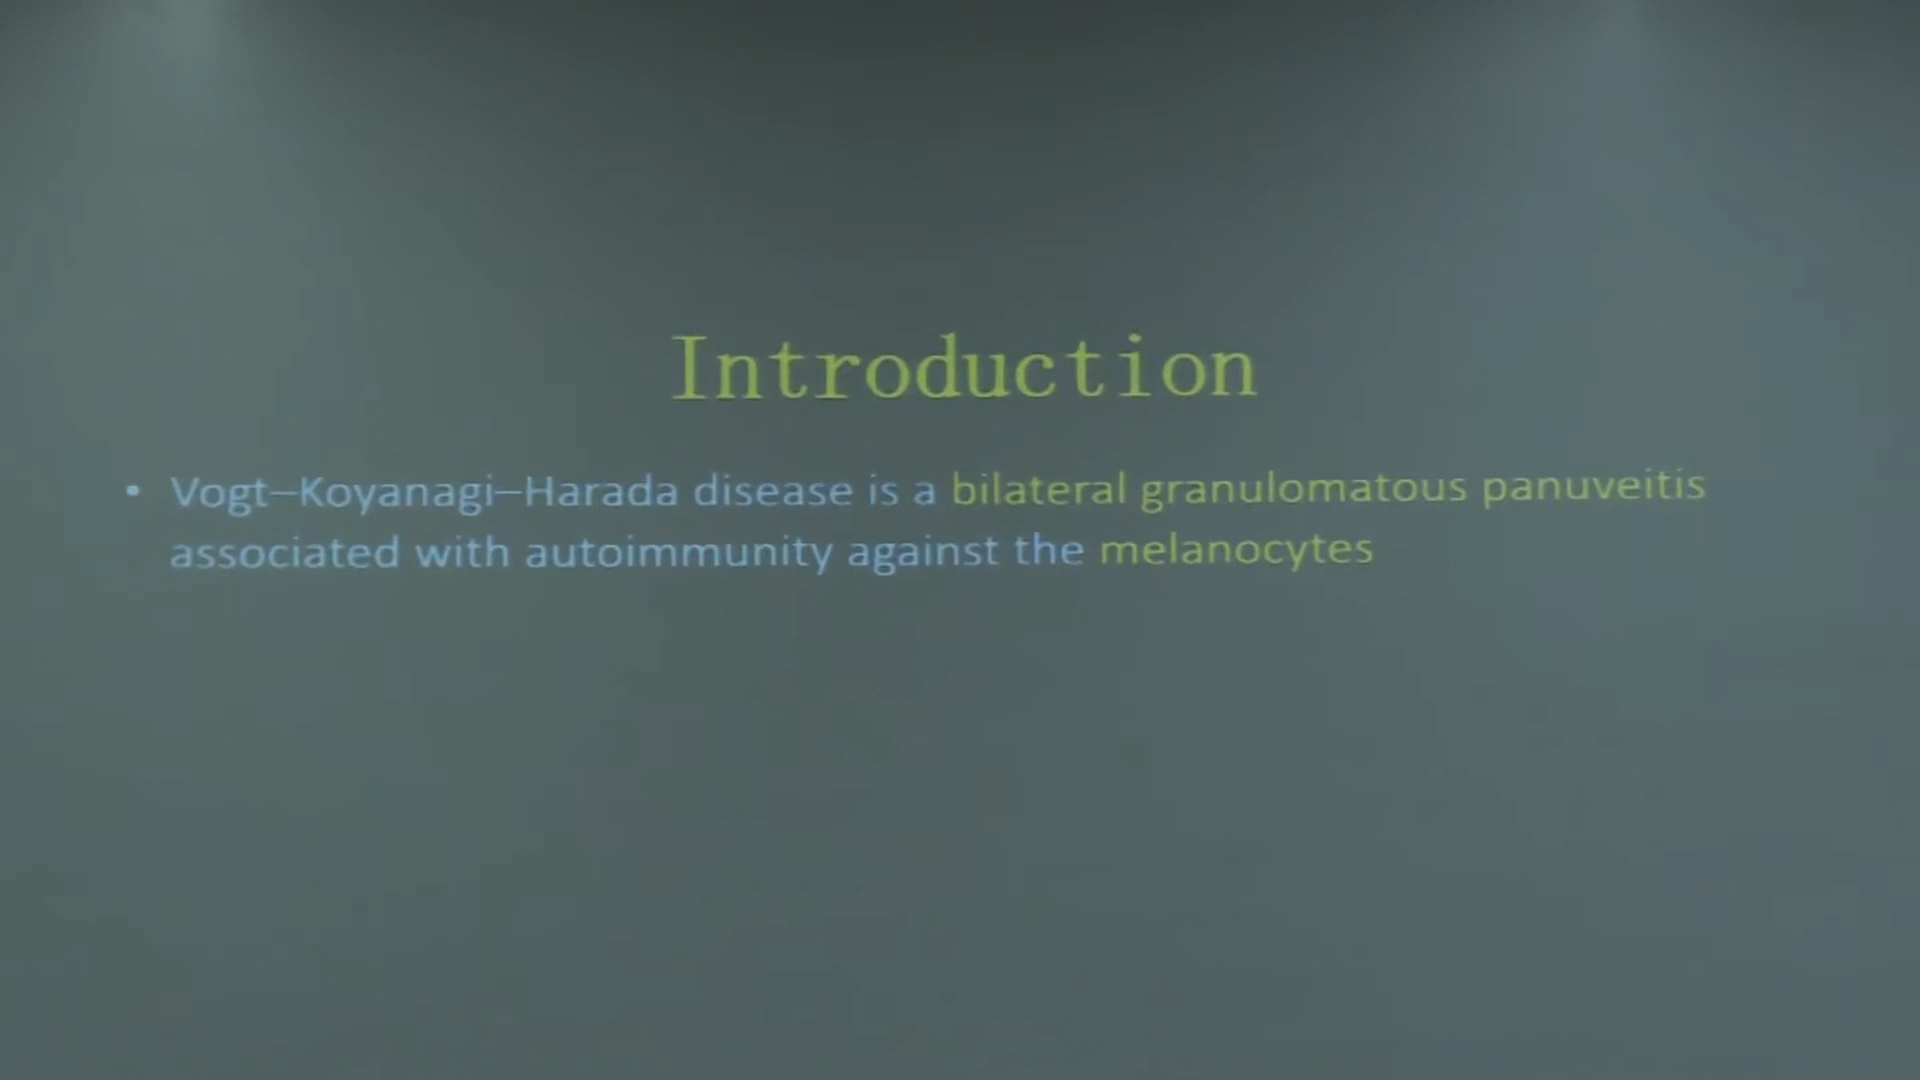 Introduction
• Vogt–Koyanagi–Harada disease is a bilateral granulomatous panuveitis
associated with autoimmunity against the melanocytes